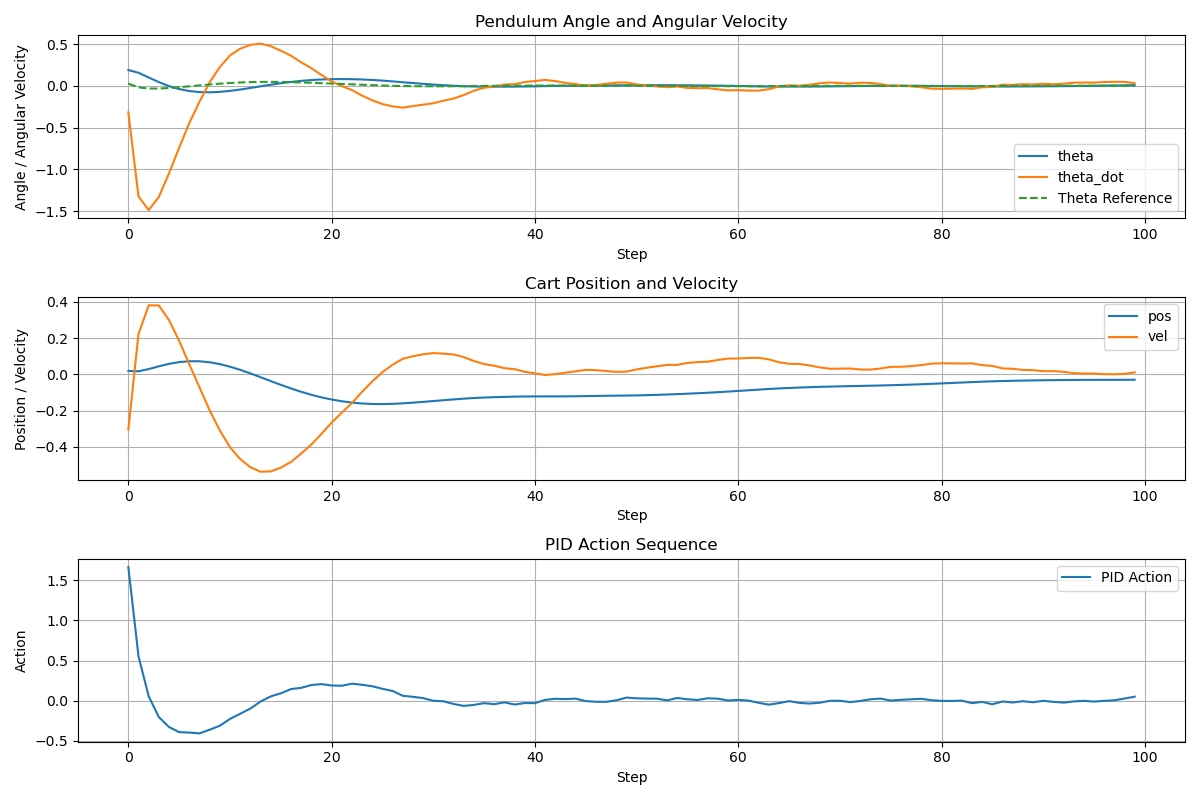 Pendulum Angle and Angular Velocity
Angle / Angular Velocity
0.5
0.0
−0.5
−1.0
−1.5
theta
theta_dot
Theta Reference
0 20 40 60 80 100
Step
Cart Position and Velocity
Position / Velocity
0.4
0.2
0.0
−0.2
−0.4
pos
vel
0 20 40 60 80 100
Step
PID Action Sequence
Action
1.5
1.0
0.5
0.0
−0.5
PID Action
0 20 40 60 80 100
Step